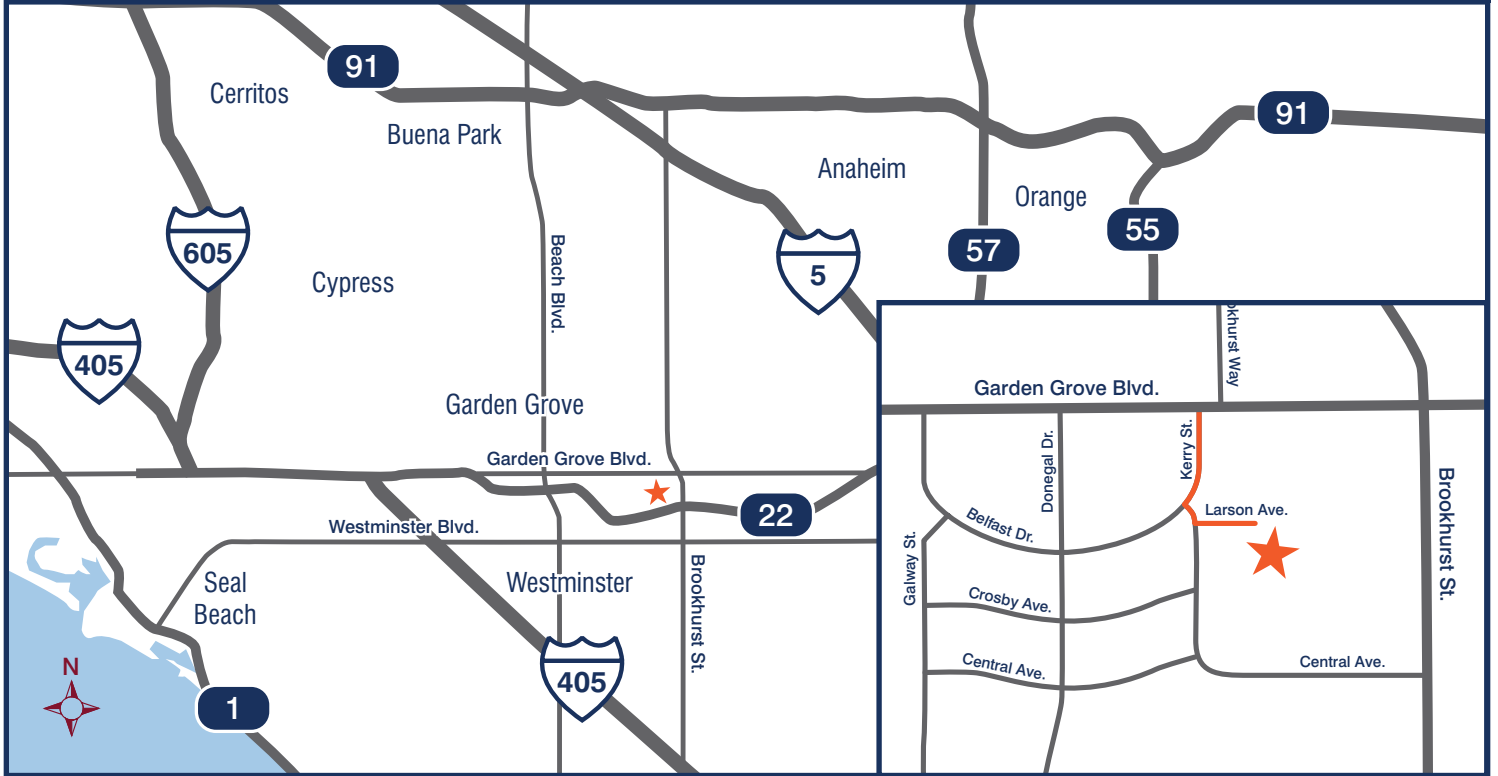 91
Cerritos
Buena Park
91
Anaheim
Orange
605
55
57
5
Cypress
Beach Blvd.
405
Garden Grove
Garden Grove Blvd.
22
Westminster Blvd.
Seal
Beach
Westminster
Brookhurst St.
N
405
1
okhurst Way
Garden Grove Blvd.
Kerry St.
Donegal Dr.
Larson Ave.
Belfast Dr.
Galway St.
Brookhurst St.
Crosby Ave.
Central Ave.
Central Ave.